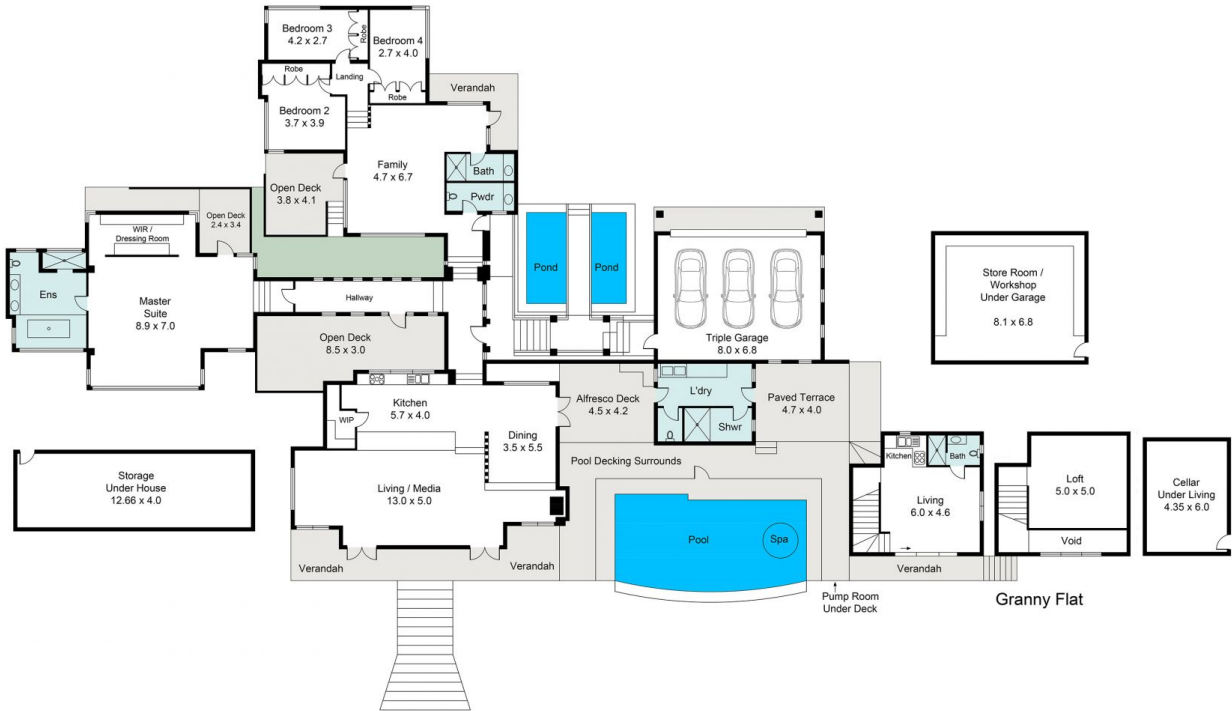 Bedroom 3
4.2 x 2.7
Robe
Bedroom 4
2.7 x 4.0
Robe
Robe
Landing
Bedroom 2
3.7 x 3.9
Verandah
Family
4.7 x 6.7
Bath
Pwdr
Open Deck
3.8 x 4.1
Open Deck
2.4 x 3.4
WIR /
Dressing Room
Ens
Master
Suite
8.9 x 7.0
Hallway
Open Deck
8.5 x 3.0
Pond
Pond
Triple Garage
8.0 x 6.8
Store Room /
Workshop
Under Garage
8.1 x 6.8
Kitchen
5.7 x 4.0
WIP
Dining
3.5 x 5.5
Alfresco Deck
4.5 x 4.2
L'dry
Shwr
Paved Terrace
4.7 x 4.0
Pool Decking Surrounds
Storage
Under House
12.66 x 4.0
Living / Media
13.0 x 5.0
Pool
Spa
Kitchen
Bath
Living
6.0 x 4.6
Loft
5.0 x 5.0
Void
Cellar
Under Living
4.35 x 6.0
Verandah
Verandah
Verandah
Pump Room
Under Deck
Granny Flat